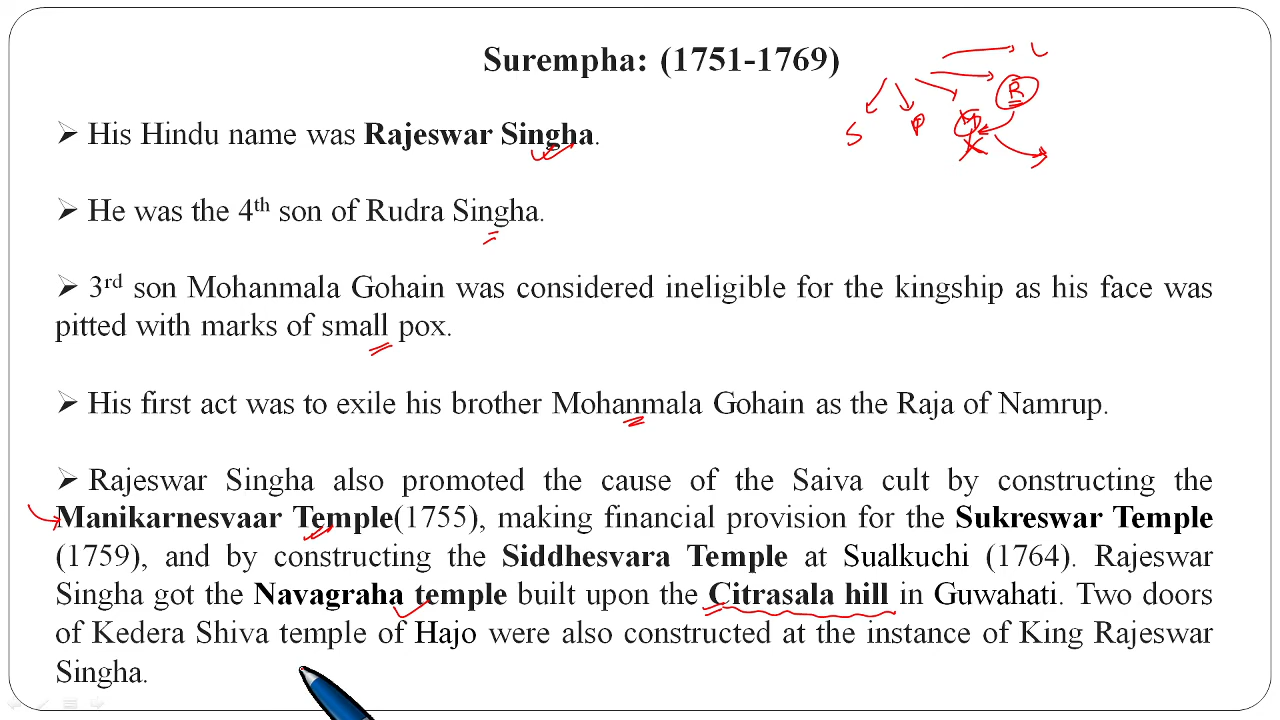 Surempha: (1751-1769)
L
R
S
P
➢ His Hindu name was Rajeswar Singha.
➢ He was the 4th son of Rudra Singha.
➢ 3rd son Mohanmala Gohain was considered ineligible for the kingship as his face was
pitted with marks of small pox.
➢ His first act was to exile his brother Mohanmala Gohain as the Raja of Namrup.
➢ Rajeswar Singha also promoted the cause of the Saiva cult by constructing the
Manikarnesvaar Temple(1755), making financial provision for the Sukreswar Temple
(1759), and by constructing the Siddhesvara Temple at Sualkuchi (1764). Rajeswar
Singha got the Navagraha temple built upon the Citrasala hill in Guwahati. Two doors
of Kedera Shiva temple of Hajo were also constructed at the instance of King Rajeswar
Singha.